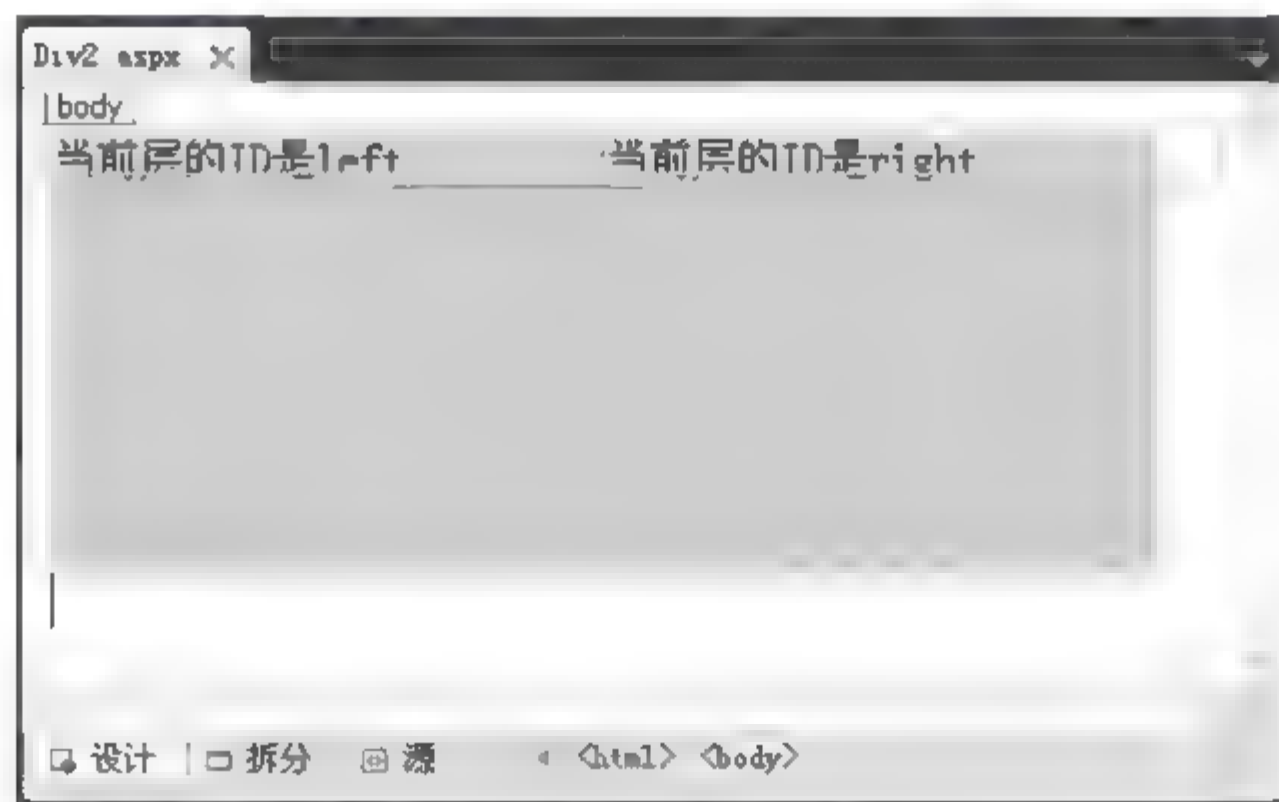 Div2 aspx ×
body
当前层的ID是left 当前层的ID是right
设计 拆分 源 <html> <body>